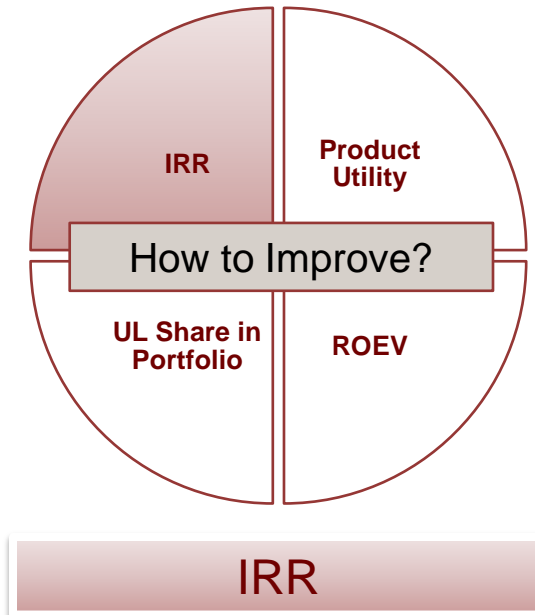 IRR
Product
Utility
How to Improve?
UL Share in
Portfolio
ROEV
IRR